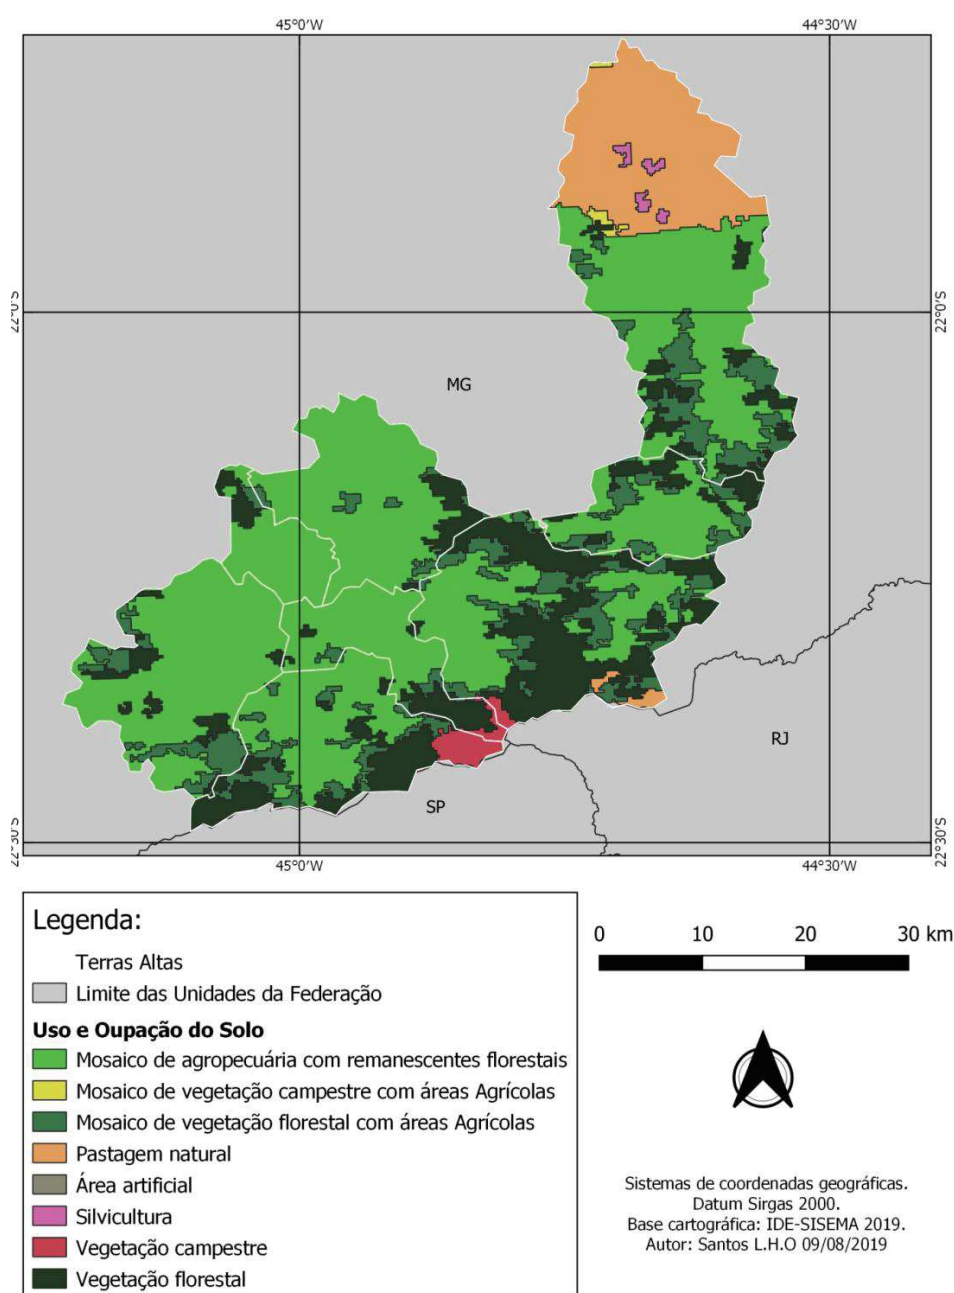 45°0'W
44°30'W
22°0'S
22°0'S
MG
RJ
SP
22°30'S
22°30'S
45°0'W
44°30'W
Legenda:
Terras Altas
Limite das Unidades da Federação
Uso e Oupação do Solo
Mosaico de agropecuária com remanescentes florestais
Mosaico de vegetação campestre com áreas Agrícolas
Mosaico de vegetação florestal com áreas Agrícolas
Pastagem natural
Área artificial
Silvicultura
Vegetação campestre
Vegetação florestal
0 10 20 30 km
Sistemas de coordenadas geográficas.
Datum Sirgas 2000.
Base cartográfica: IDE-SISEMA 2019.
Autor: Santos L.H.O 09/08/2019